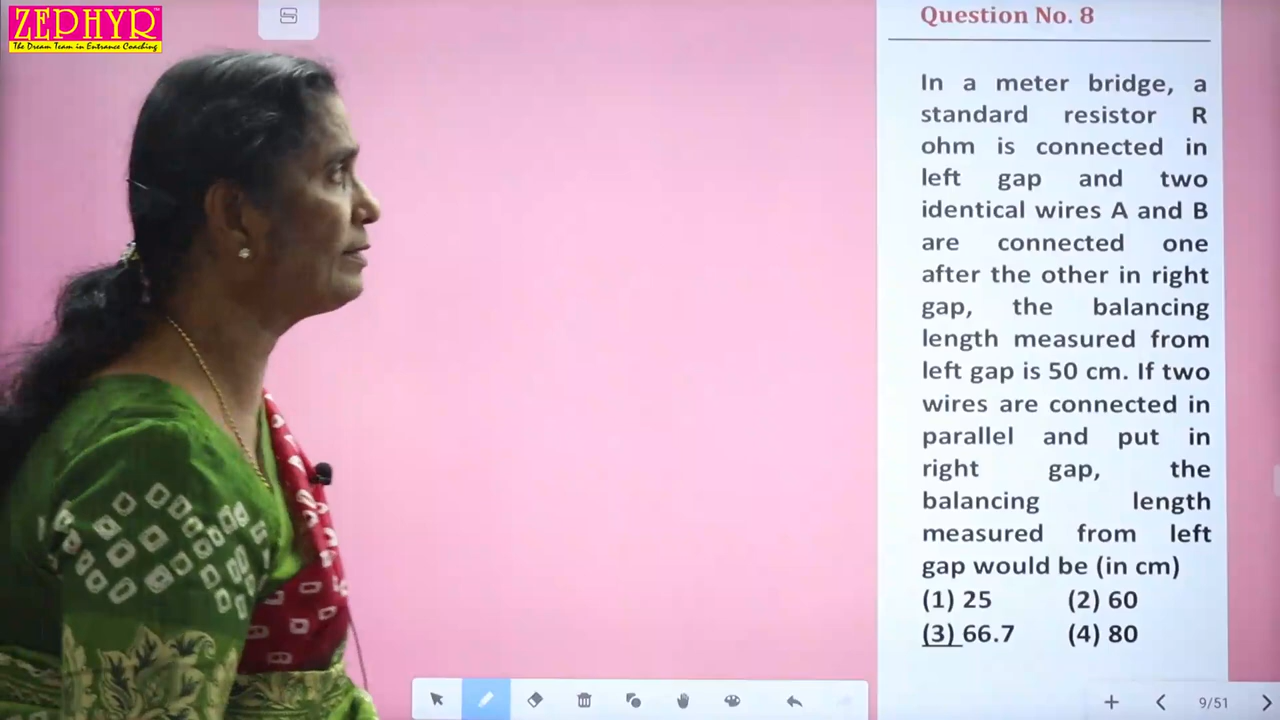 ZEPHYR™
The Dream Team in Entrance Coaching
Question No. 8
In a meter bridge, a
standard resistor R
ohm is connected in
left gap and two
identical wires A and B
are connected one
after the other in right
gap, the balancing
length measured from
left gap is 50 cm. If two
wires are connected in
parallel and put in
right gap, the
balancing length
measured from left
gap would be (in cm)
(1) 25 (2) 60
(3) 66.7 (4) 80
9/51